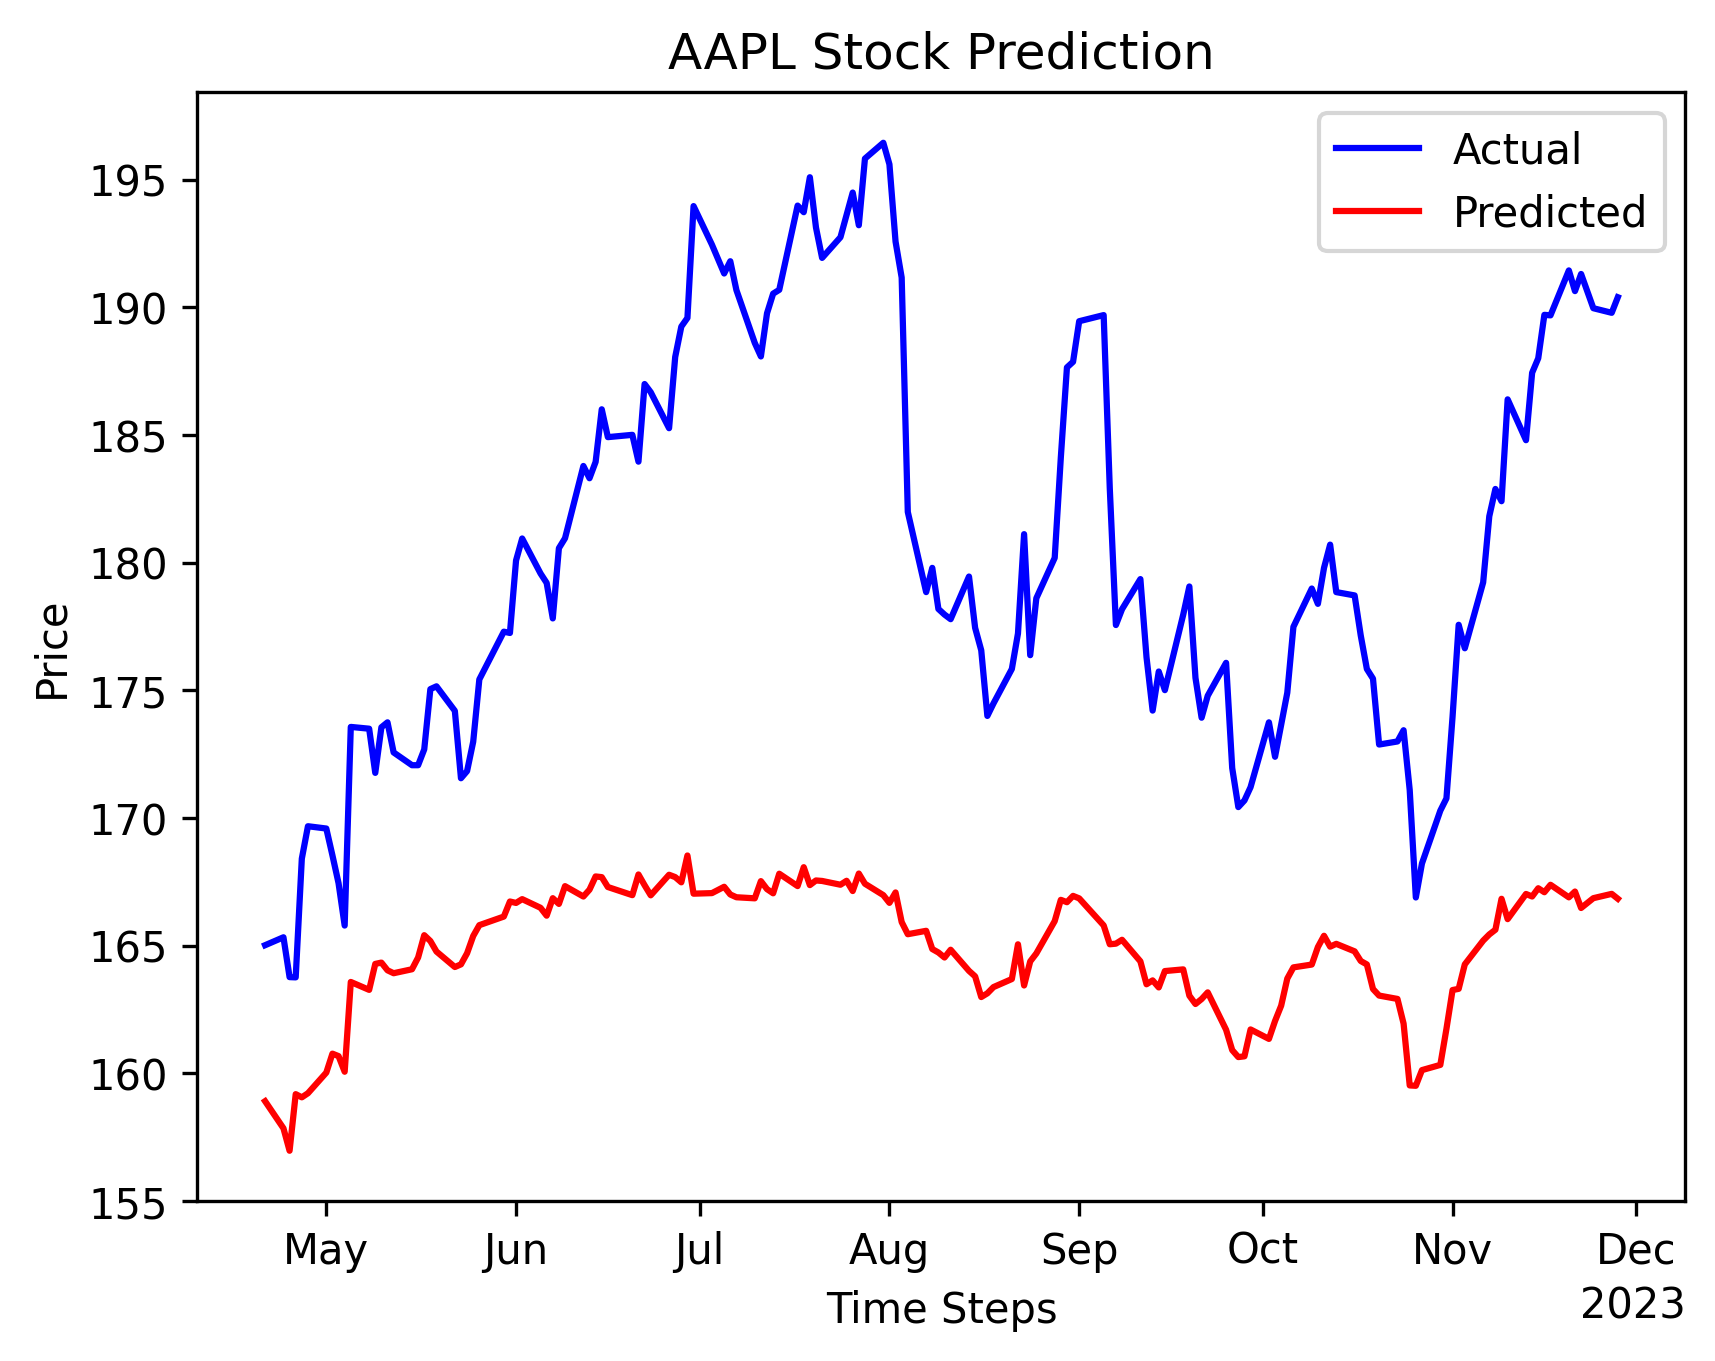 AAPL Stock Prediction
Actual
Predicted
195
190
185
180
175
170
165
160
155
Price
May Jun Jul Aug Sep Oct Nov Dec
2023
Time Steps